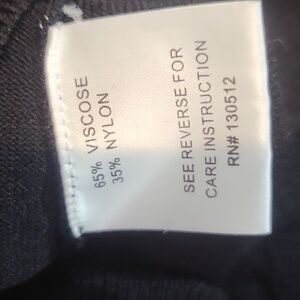 65% VISCOSE
35% NYLON
SEE REVERSE FOR
CARE INSTRUCTION
RN# 130512